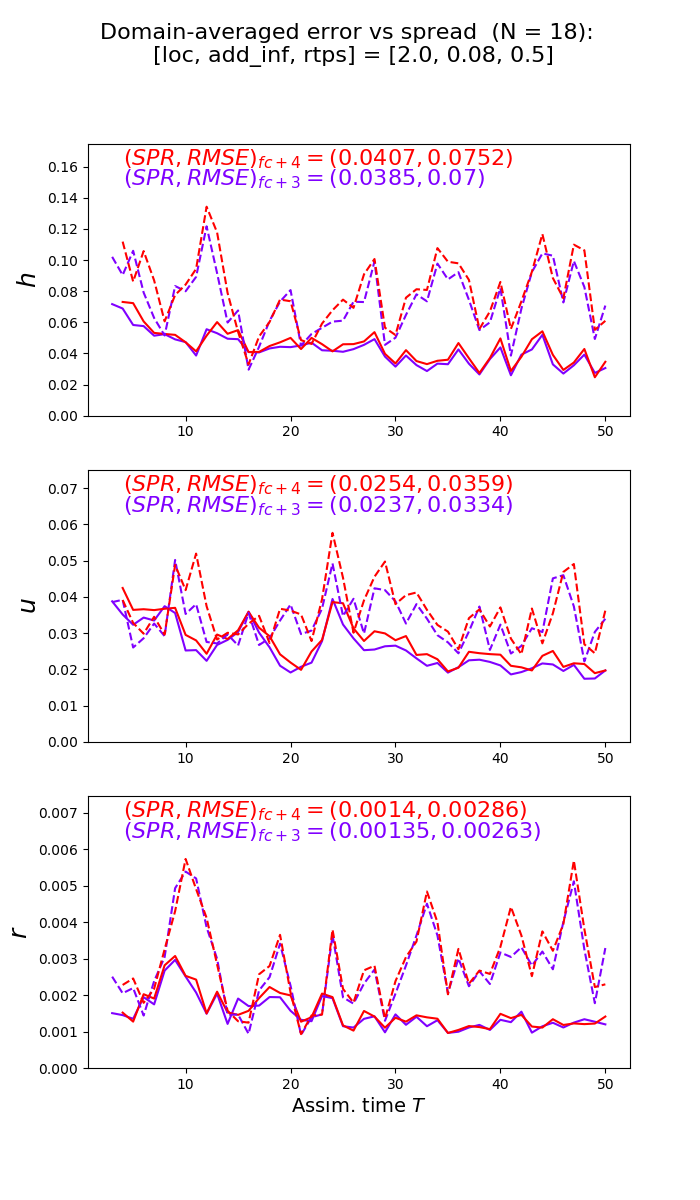 Domain-averaged error vs spread (N = 18):
[loc, add_inf, rtps] = [2.0, 0.08, 0.5]
(SPR, RMSE)fc+4 = (0.0407, 0.0752)
(SPR, RMSE)fc+3 = (0.0385, 0.07)
0.16
0.14
0.12
0.10
0.08
0.06
0.04
0.02
0.00
h
10 20 30 40 50
(SPR, RMSE)fc+4 = (0.0254, 0.0359)
(SPR, RMSE)fc+3 = (0.0237, 0.0334)
0.07
0.06
0.05
0.04
0.03
0.02
0.01
0.00
u
10 20 30 40 50
(SPR, RMSE)fc+4 = (0.0014, 0.00286)
(SPR, RMSE)fc+3 = (0.00135, 0.00263)
0.007
0.006
0.005
0.004
0.003
0.002
0.001
0.000
r
10 20 30 40 50
Assim. time T